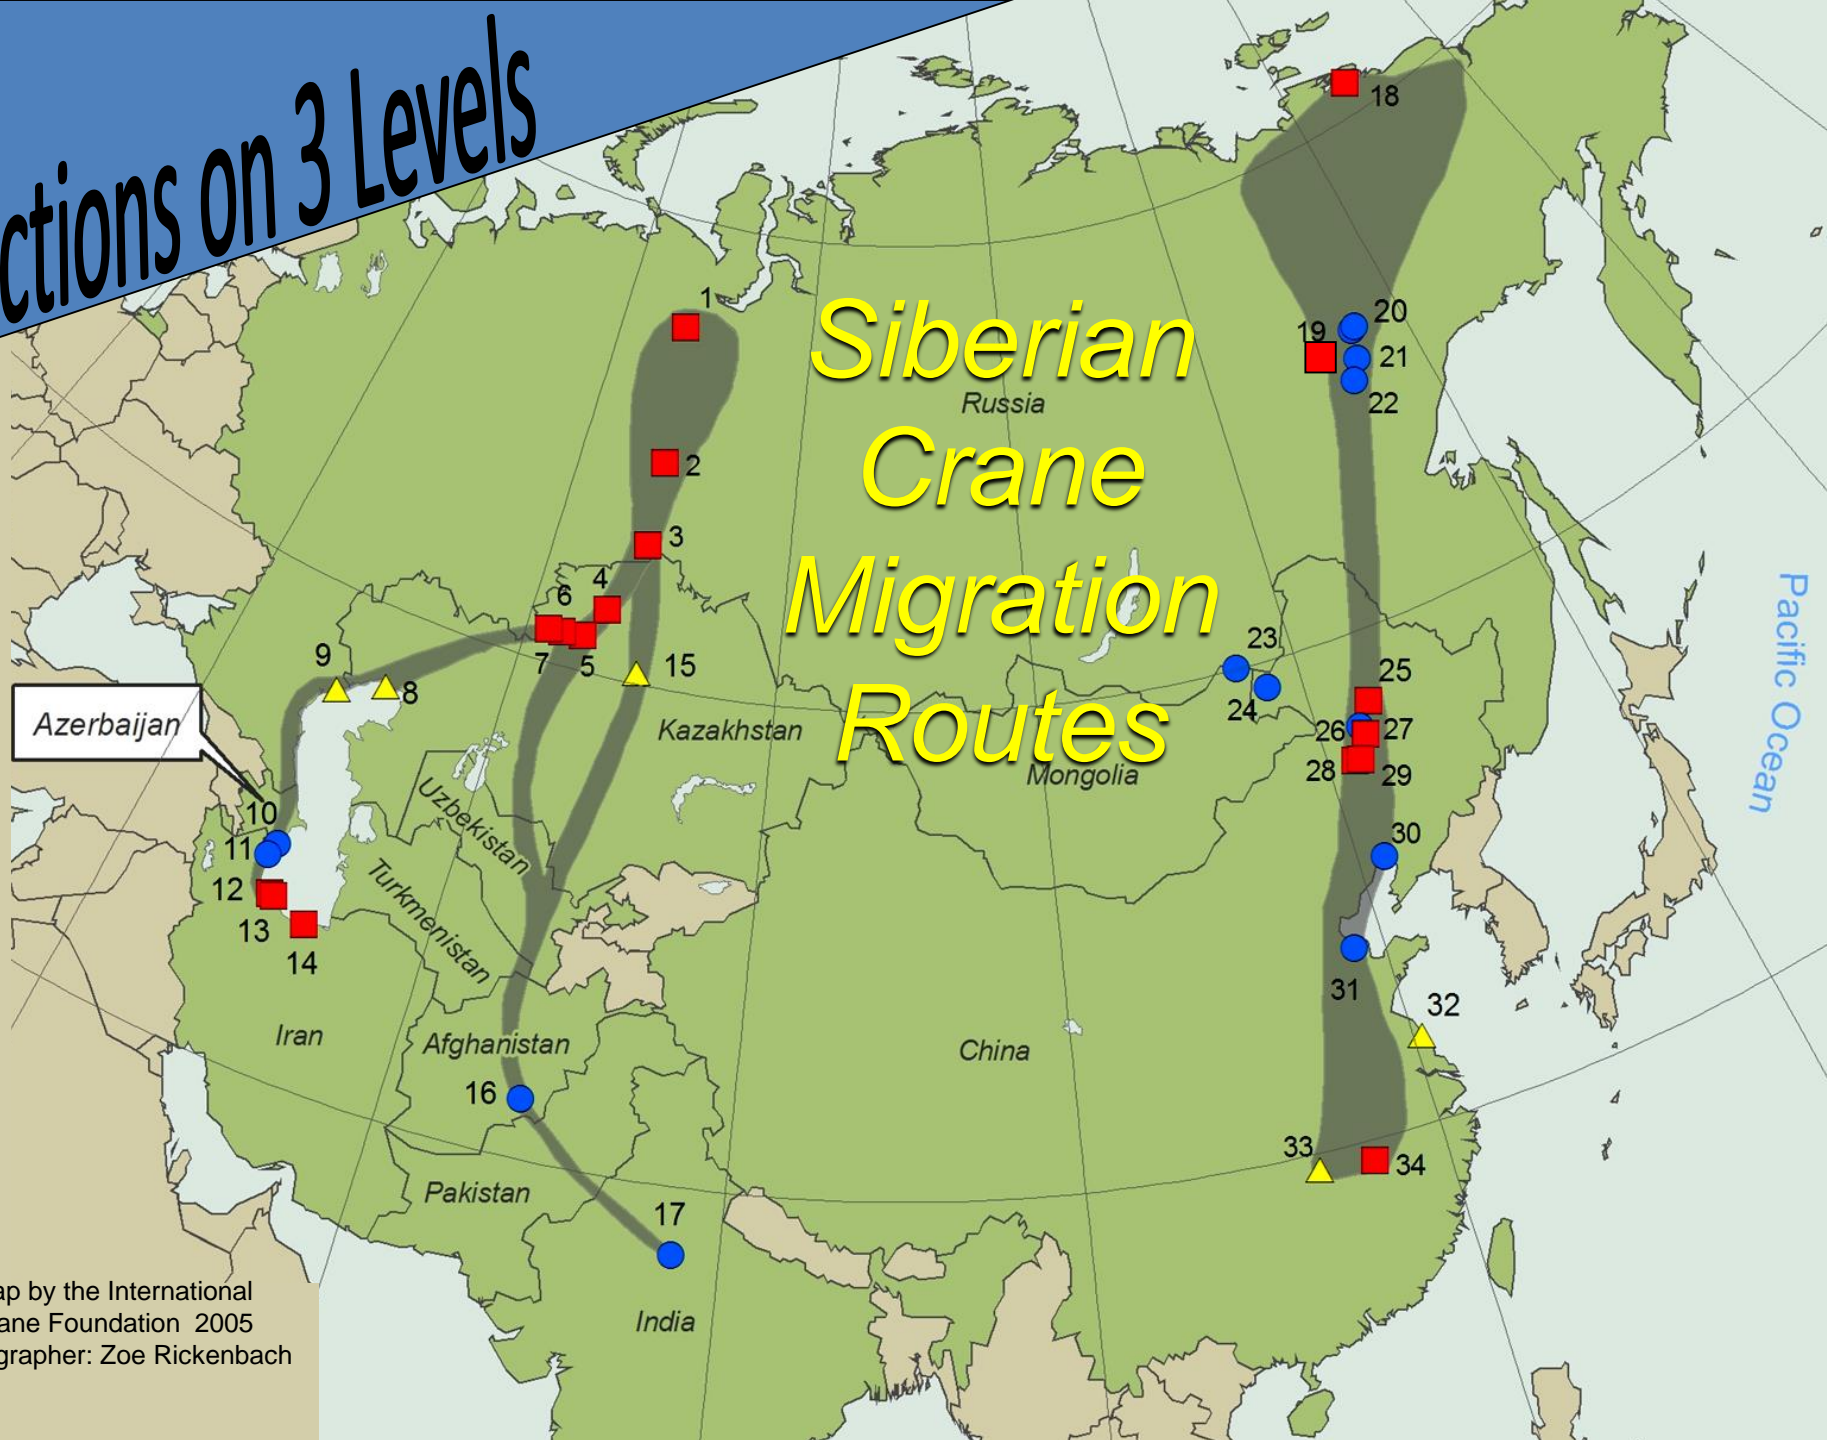 ctions on 3 Levels
Siberian
Crane
Migration
Routes
Russia
Kazakhstan
Mongolia
China
Uzbekistan
Turkmenistan
Azerbaijan
Iran
Afghanistan
Pakistan
India
Pacific Ocean
1
2
3
4
5
6
7
8
9
10
11
12
13
14
15
16
17
18
19
20
21
22
23
24
25
26
27
28
29
30
31
32
33
34
ap by the International
ane Foundation 2005
grapher: Zoe Rickenbach